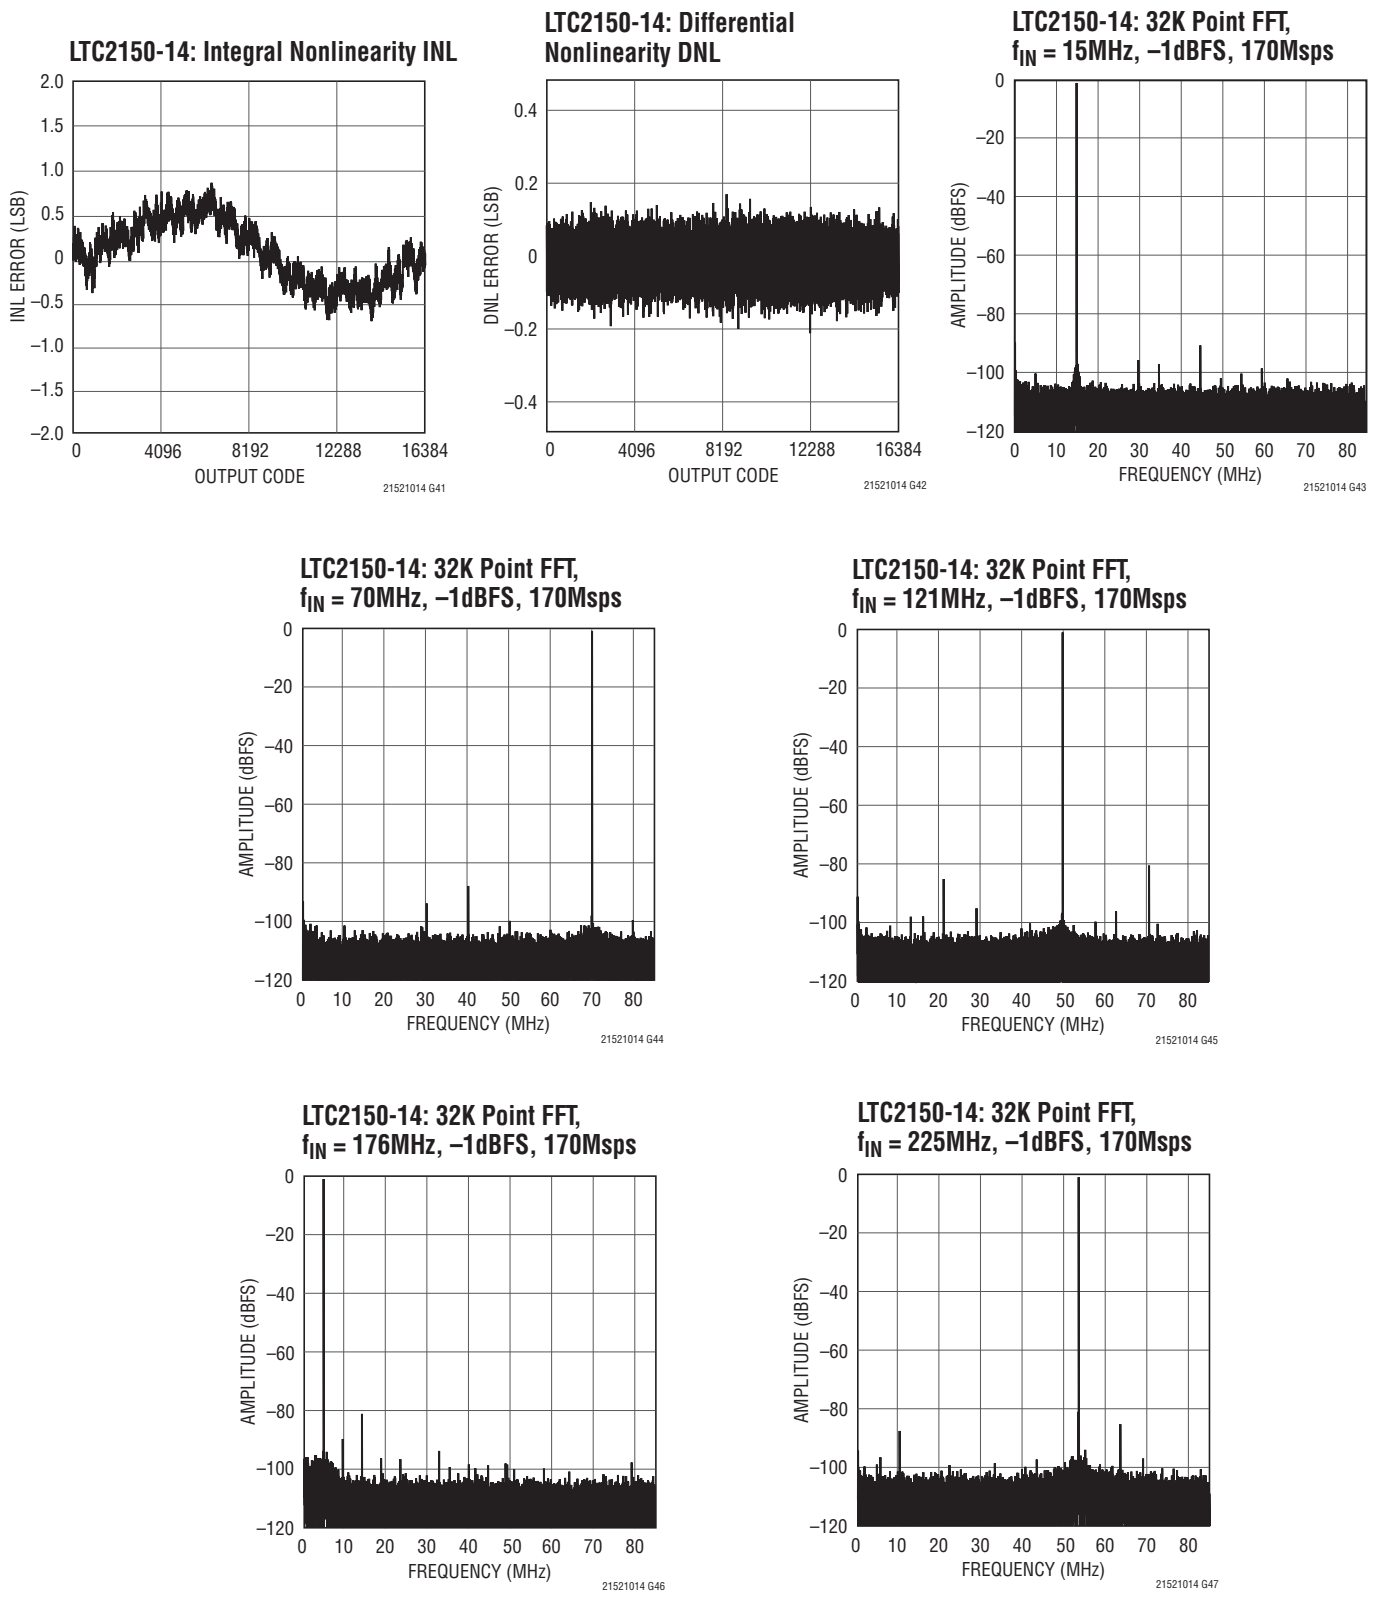 LTC2150-14: Integral Nonlinearity INL
2.0
1.5
1.0
0.5
0
–0.5
–1.0
–1.5
–2.0
INL ERROR (LSB)
0 4096 8192 12288 16384
OUTPUT CODE
21521014 G41
LTC2150-14: Differential
Nonlinearity DNL
0.4
0.2
0
–0.2
–0.4
DNL ERROR (LSB)
0 4096 8192 12288 16384
OUTPUT CODE
21521014 G42
LTC2150-14: 32K Point FFT,
fIN = 15MHz, –1dBFS, 170Msps
0
–20
–40
–60
–80
–100
–120
AMPLITUDE (dBFS)
0 10 20 30 40 50 60 70 80
FREQUENCY (MHz)
21521014 G43
LTC2150-14: 32K Point FFT,
fIN = 70MHz, –1dBFS, 170Msps
0
–20
–40
–60
–80
–100
–120
AMPLITUDE (dBFS)
0 10 20 30 40 50 60 70 80
FREQUENCY (MHz)
21521014 G44
LTC2150-14: 32K Point FFT,
fIN = 121MHz, –1dBFS, 170Msps
0
–20
–40
–60
–80
–100
–120
AMPLITUDE (dBFS)
0 10 20 30 40 50 60 70 80
FREQUENCY (MHz)
21521014 G45
LTC2150-14: 32K Point FFT,
fIN = 176MHz, –1dBFS, 170Msps
0
–20
–40
–60
–80
–100
–120
AMPLITUDE (dBFS)
0 10 20 30 40 50 60 70 80
FREQUENCY (MHz)
21521014 G46
LTC2150-14: 32K Point FFT,
fIN = 225MHz, –1dBFS, 170Msps
0
–20
–40
–60
–80
–100
–120
AMPLITUDE (dBFS)
0 10 20 30 40 50 60 70 80
FREQUENCY (MHz)
21521014 G47